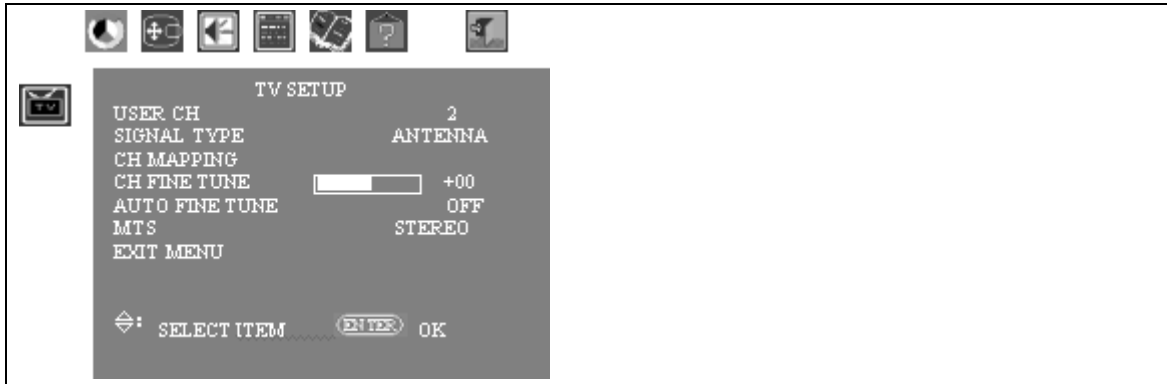 TV SETUP
TV
USER CH 2
SIGNAL TYPE ANTENNA
CH MAPPING
CH FINE TUNE +00
AUTO FINE TUNE OFF
MTS STEREO
EXIT MENU
: SELECT ITEM ENTER OK